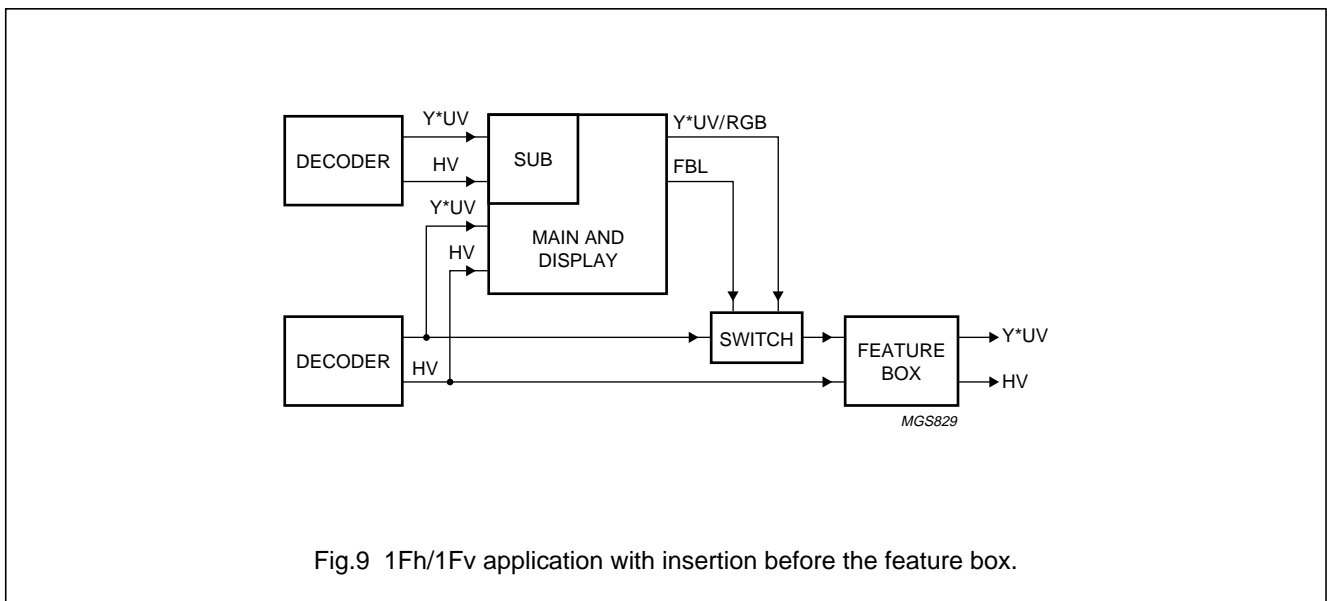 Y*UV
Y*UV/RGB
DECODER
SUB
HV
FBL
Y*UV
MAIN AND
DISPLAY
HV
DECODER
SWITCH
FEATURE
BOX
Y*UV
HV
HV
MGS829
Fig.9 1Fh/1Fv application with insertion before the feature box.